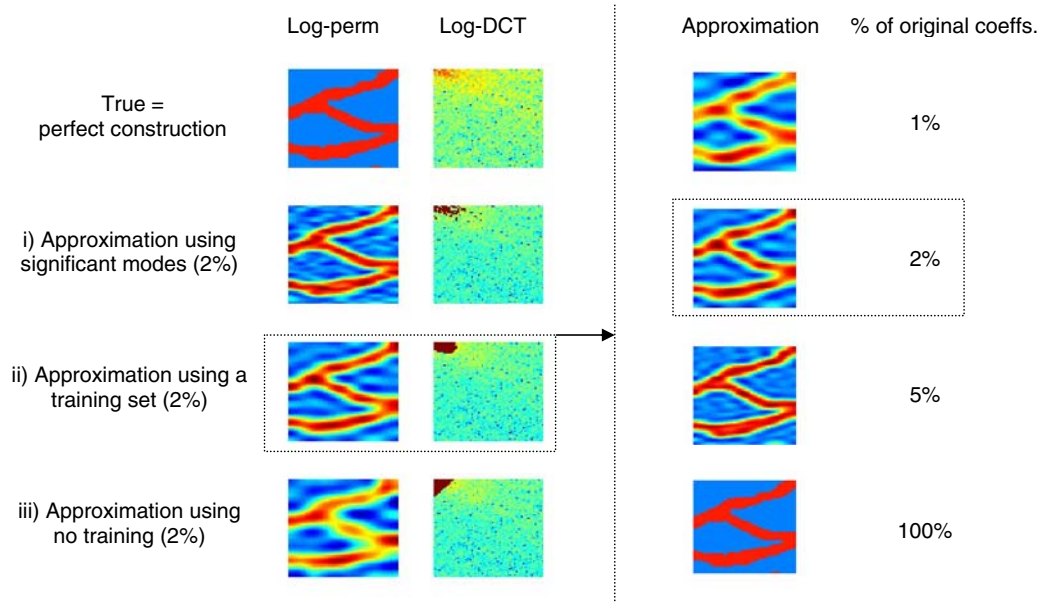 Log-perm Log-DCT Approximation % of original coeffs.
True =
perfect construction
1%
i) Approximation using
significant modes (2%)
2%
ii) Approximation using a
training set (2%)
5%
iii) Approximation using
no training (2%)
100%